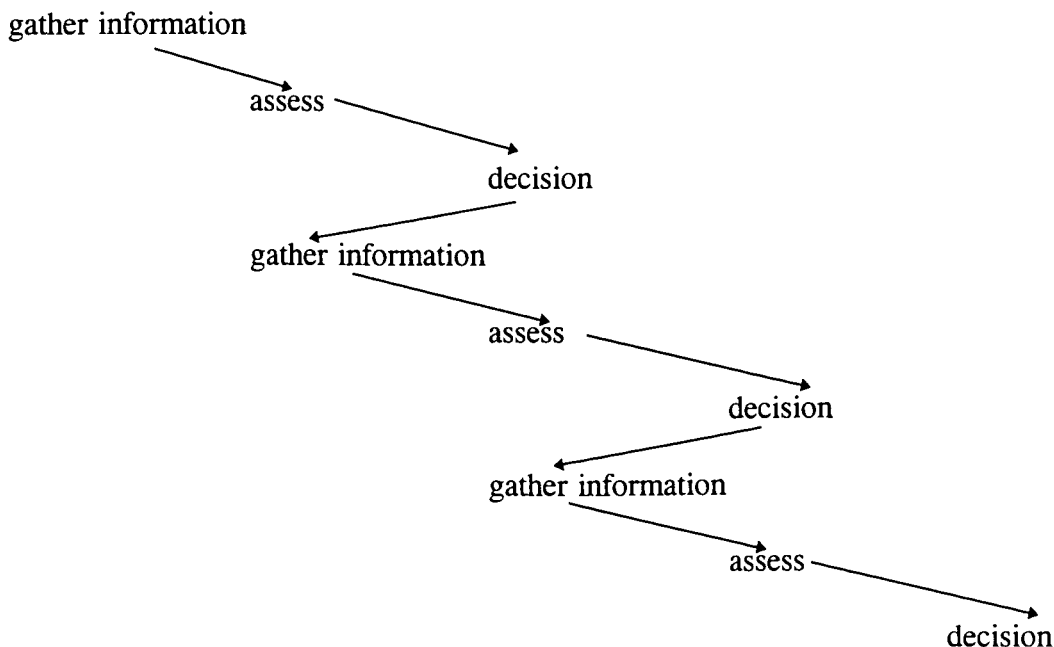 gather information
assess
decision
gather information
assess
decision
gather information
assess
decision